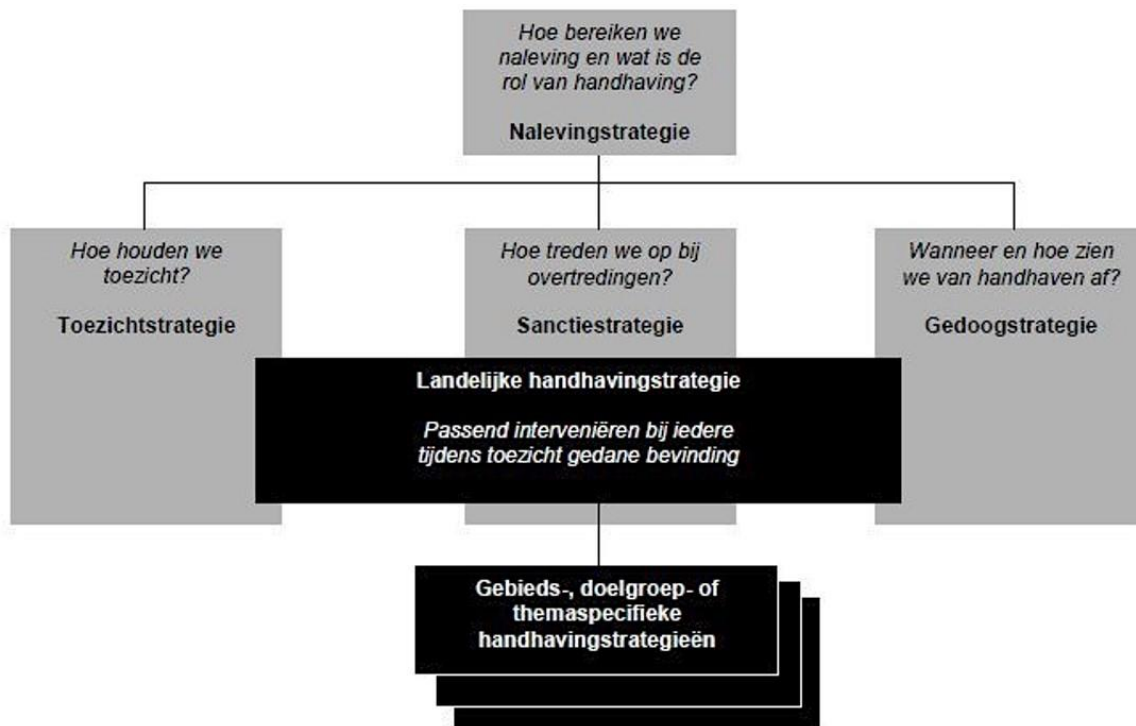 Hoe bereiken we
naleving en wat is de
rol van handhaving?
Nalevingstrategie
Hoe houden we
toezicht?
Toezichtstrategie
Hoe treden we op bij
overtredingen?
Sanctiestrategie
Wanneer en hoe zien
we van handhaven af?
Gedoogstrategie
Landelijke handhavingstrategie
Passend interveniëren bij iedere
tijdens toezicht gedane bevinding
Gebieds-, doelgroep- of
themaspecifieke
handhavingstrategieën